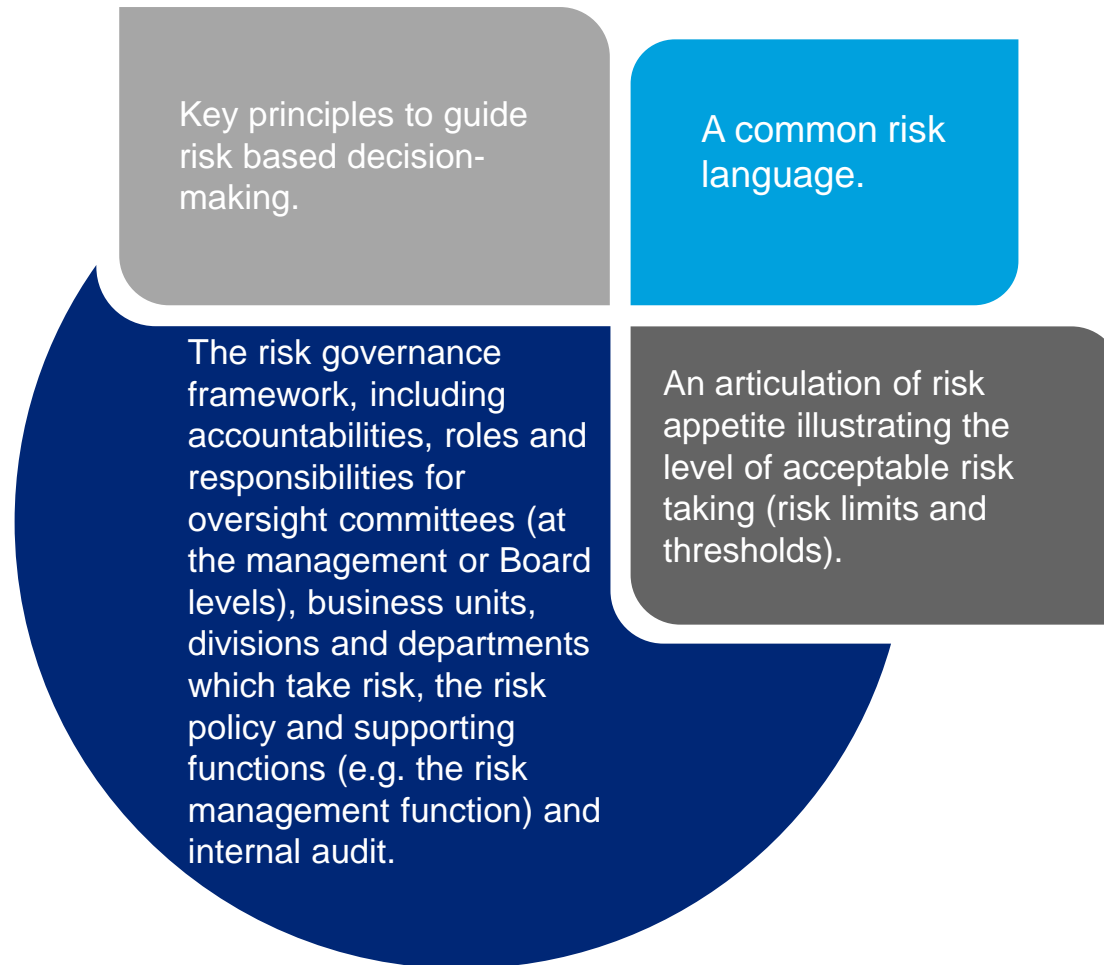 Key principles to guide
risk based decision-
making.
A common risk
language.
The risk governance
framework, including
accountabilities, roles and
responsibilities for
oversight committees (at
the management or Board
levels), business units,
divisions and departments
which take risk, the risk
policy and supporting
functions (e.g. the risk
management function) and
internal audit.
An articulation of risk
appetite illustrating the
level of acceptable risk
taking (risk limits and
thresholds).